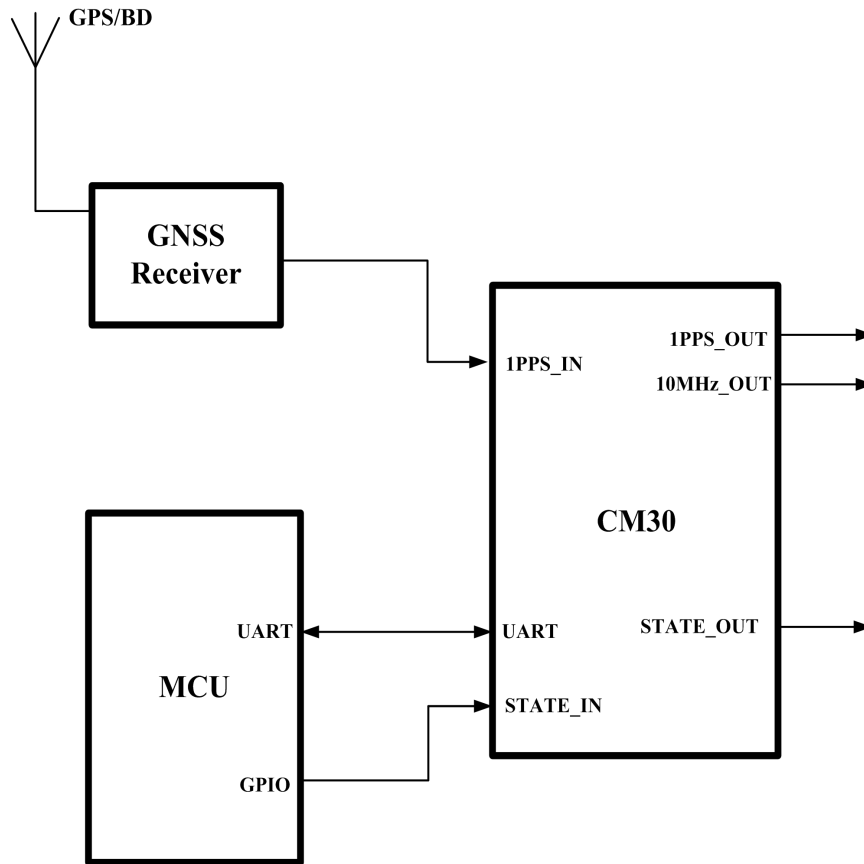 GPS/BD
GNSS
Receiver
1PPS_IN
1PPS_OUT
10MHz_OUT
CM30
UART
UART
STATE_OUT
MCU
STATE_IN
GPIO